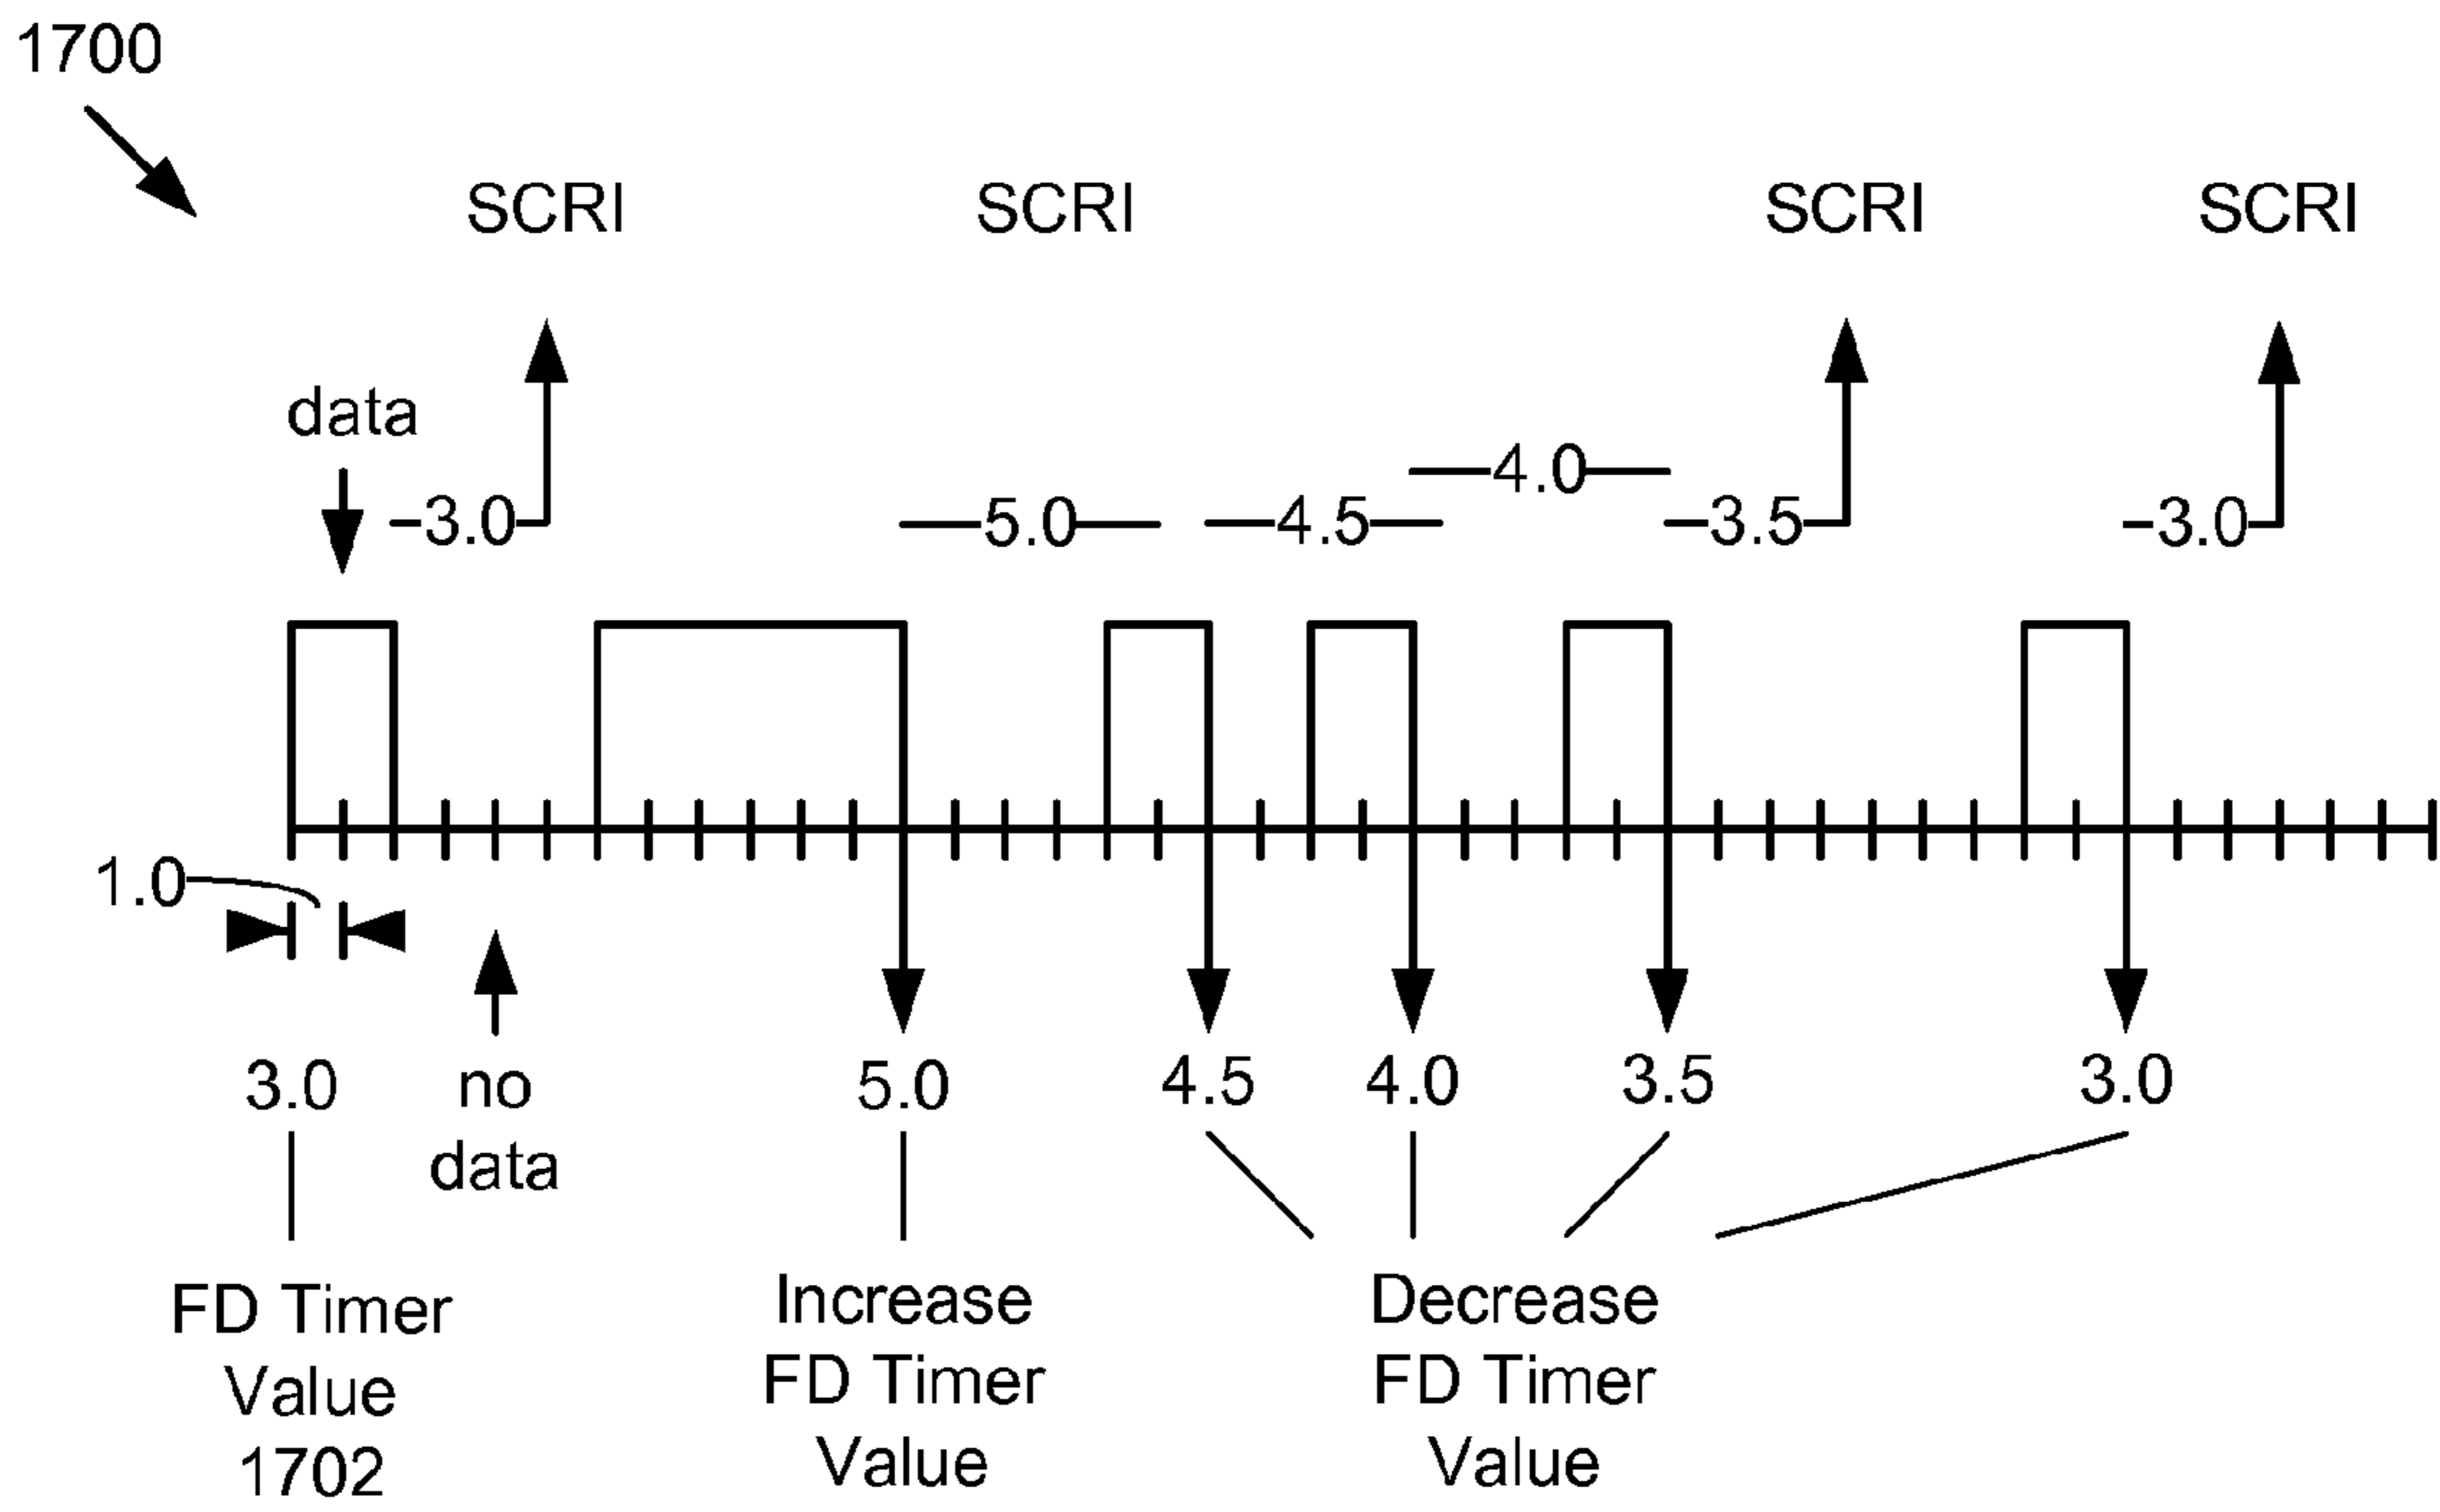 1700
SCRI SCRI SCRI SCRI
data
4.0
3.0 5.0 4.5 3.5 3.0
1.0
3.0 no 5.0 4.5 4.0 3.5 3.0
data
FD Timer Increase Decrease
Value FD Timer FD Timer
1702 Value Value